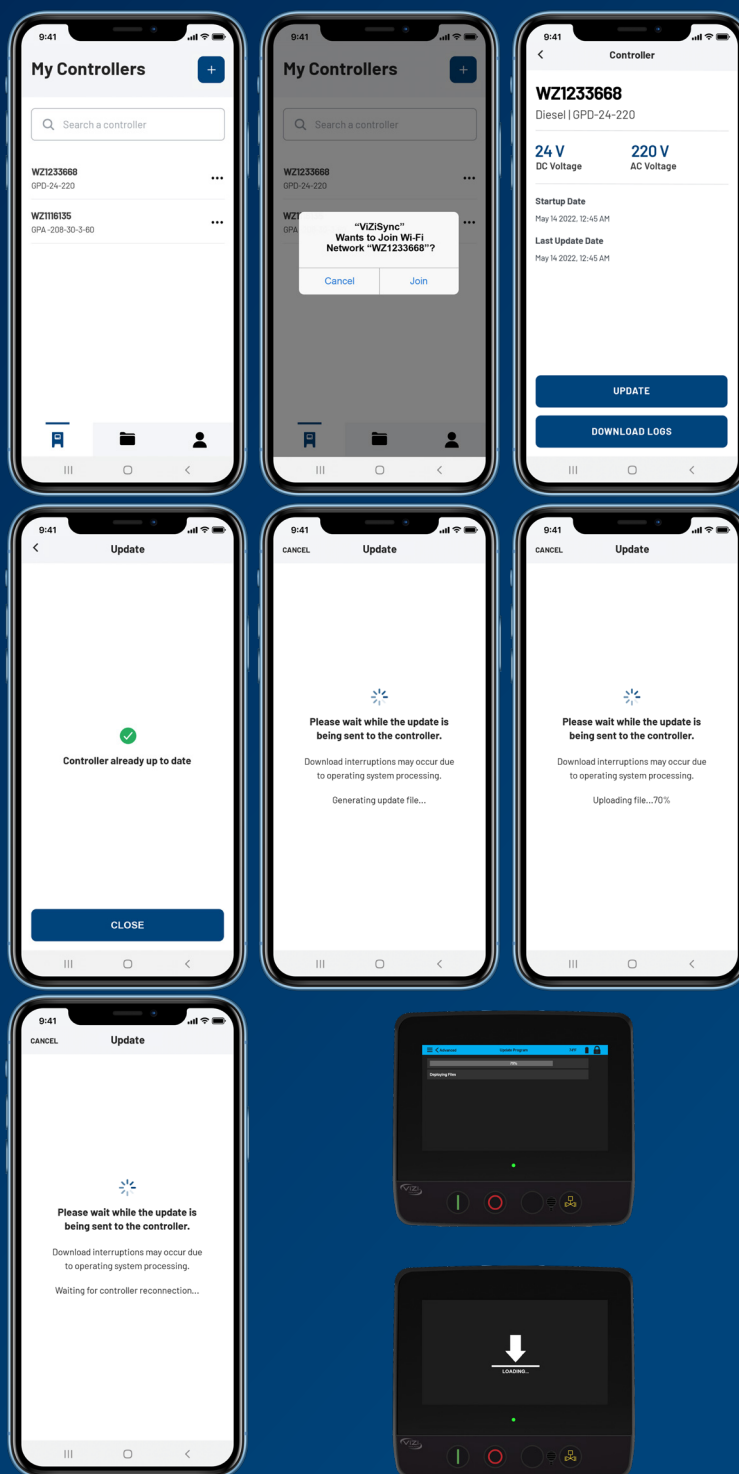 9:41
My Controllers
+
Search a controller
WZ1233668
GPD-24-220
WZ1116135
GPA -208-30-3-60
9:41
My Controllers
+
Search a controller
WZ1233668
GPD-24-220
WZ1
GPA
“ViZiSync”
Wants to Join Wi-Fi
Network “WZ1233668”?
Cancel Join
9:41
Controller
WZ1233668
Diesel | GPD-24-220
24 V 220 V
DC Voltage AC Voltage
Startup Date
May 14 2022, 12:45 AM
Last Update Date
May 14 2022, 12:45 AM
UPDATE
DOWNLOAD LOGS
9:41
Update
Controller already up to date
CLOSE
9:41
CANCEL Update
Please wait while the update is
being sent to the controller.
Download interruptions may occur due
to operating system processing.
Generating update file...
9:41
CANCEL Update
Please wait while the update is
being sent to the controller.
Download interruptions may occur due
to operating system processing.
Uploading file...70%
9:41
CANCEL Update
Please wait while the update is
being sent to the controller.
Download interruptions may occur due
to operating system processing.
Waiting for controller reconnection...
Advanced Update Program
Deploying Files
ViZi
LOADING...
ViZi